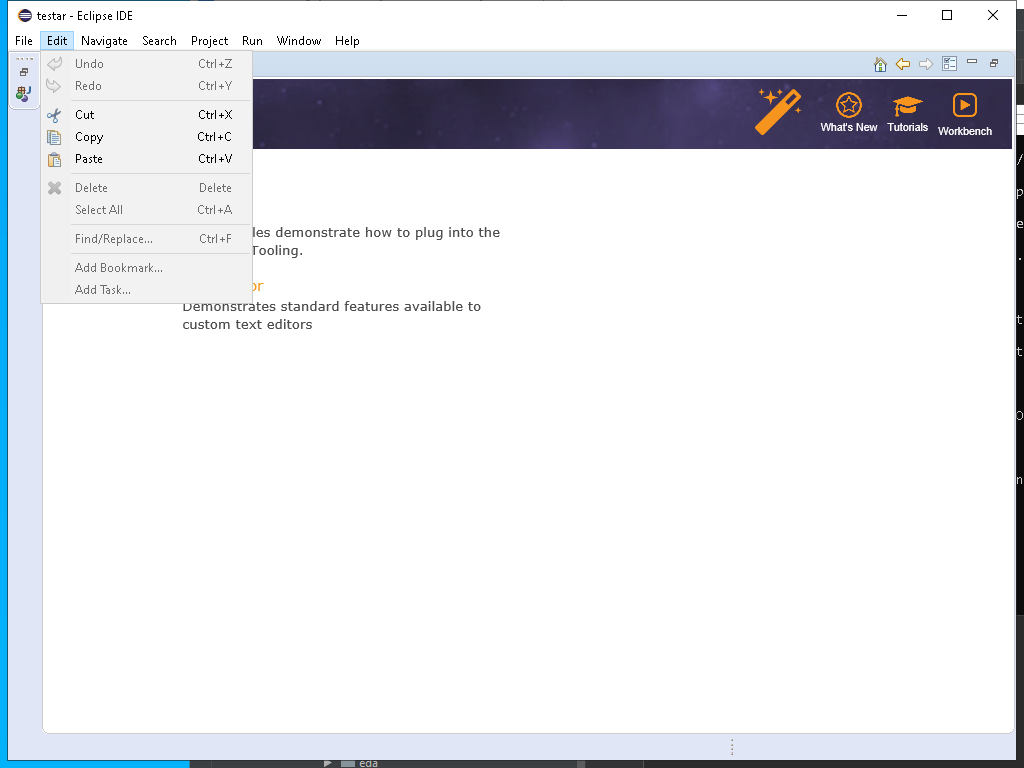 testar - Eclipse IDE
File Edit Navigate Search Project Run Window Help
Undo Ctrl+Z
Redo Ctrl+Y
Cut Ctrl+X
Copy Ctrl+C
Paste Ctrl+V
Delete Delete
Select All Ctrl+A
Find/Replace... Ctrl+F
Add Bookmark...
Add Task...
What's New Tutorials Workbench
les demonstrate how to plug into the
Tooling.
or
Demonstrates standard features available to
custom text editors
eda